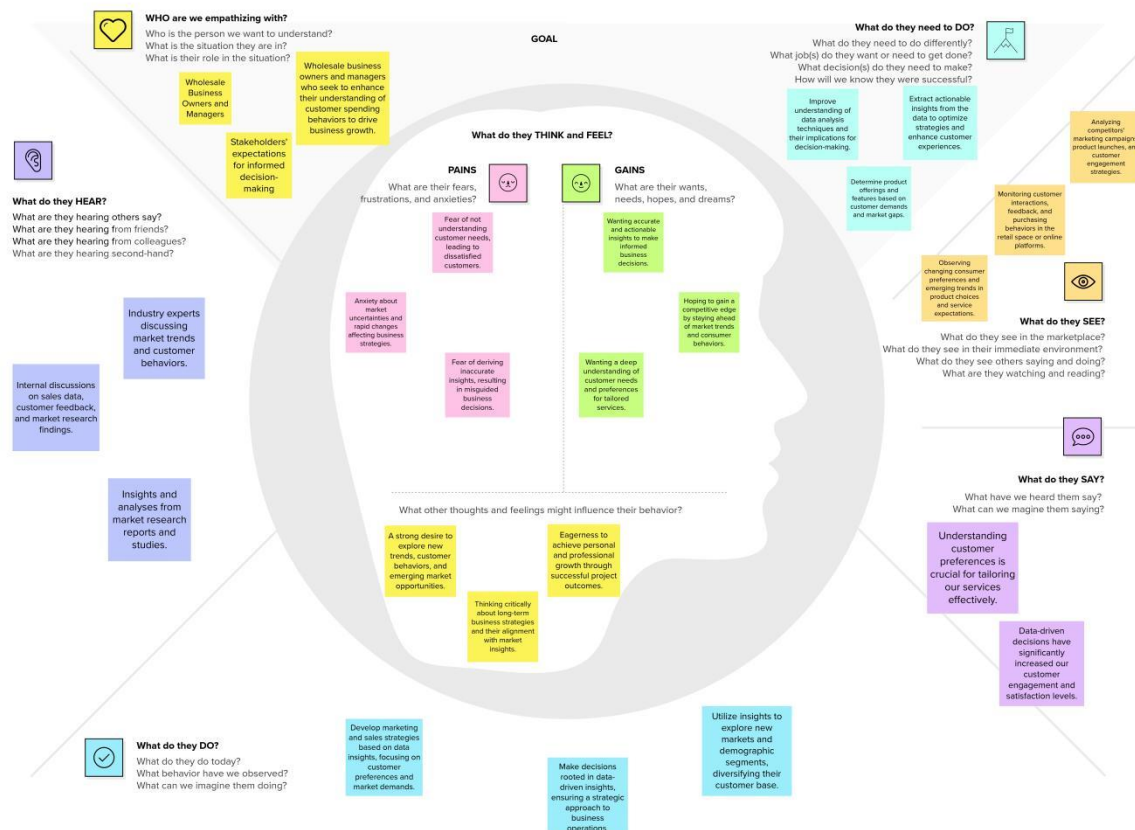 WHO are we empathizing with?
Who is the person we want to understand?
What is the situation they are in?
What is their role in the situation?
Wholesale
Business
Owners and
Managers
Wholesale business
owners and managers
who seek to enhance
their understanding of
customer spending
behaviors to drive
business growth.
Stakeholders'
expectations
for informed
decision-
making
GOAL
What do they need to DO?
What do they need to do differently?
What job(s) do they want or need to get done?
What decision(s) do they need to make?
How will we know they were successful?
Improve
understanding of
data analysis
techniques and
their implications for
decision-making.
Extract actionable
insights from the
data to optimize
strategies and
enhance customer
experiences.
Determine product
offerings and
features based on
customer demands
and market gaps.
Analyzing
competitors'
marketing campaigns,
product launches, and
customer
engagement
strategies.
Monitoring customer
interactions,
feedback, and
purchasing
behaviors in the
retail space or online
platforms.
Observing
changing consumer
preferences and
emerging trends in
product choices
and service
expectations.
What do they SEE?
What do they see in the marketplace?
What do they see in their immediate environment?
What do they see others saying and doing?
What are they watching and reading?
What do they HEAR?
What are they hearing others say?
What are they hearing from friends?
What are they hearing from colleagues?
What are they hearing second-hand?
Industry experts
discussing
market trends
and customer
behaviors.
Internal discussions
on sales data,
customer feedback,
and market research
findings.
Insights and
analyses from
market research
reports and
studies.
What do they THINK and FEEL?
PAINS
What are their fears,
frustrations, and anxieties?
Fear of not
understanding
customer needs,
leading to
dissatisfied
customers.
Anxiety about
market
uncertainties and
rapid changes
affecting business
strategies.
Fear of deriving
inaccurate
insights, resulting
in misguided
business
decisions.
GAINS
What are their wants,
needs, hopes, and dreams?
Wanting accurate
and actionable
insights to make
informed
business
decisions.
Hoping to gain a
competitive edge
by staying ahead
of market trends
and consumer
behaviors.
Wanting a deep
understanding of
customer needs
and preferences
for tailored
services.
What other thoughts and feelings might influence their behavior?
A strong desire to
explore new
trends, customer
behaviors, and
emerging market
opportunities.
Thinking critically
about long-term
business strategies
and their alignment
with market
insights.
Eagerness to
achieve personal
and professional
growth through
successful project
outcomes.
What do they SAY?
What have we heard them say?
What can we magine them saying?
Understanding
customer
preferences is
crucial for tailoring
our services
effectively.
Data-driven
decisions have
significantly
increased our
customer
engagement and
satisfaction levels.
What do they DO?
What do they do today?
What behavior have we observed?
What can we imagine them doing?
Develop marketing
and sales strategies
based on data
insights, focusing on
customer
preferences and
market demands.
Make decisions
rooted in data-
driven insights,
ensuring a strategic
approach to
business
operations
Utilize insights to
explore new
markets and
demographic
segments,
diversifying their
customer base.